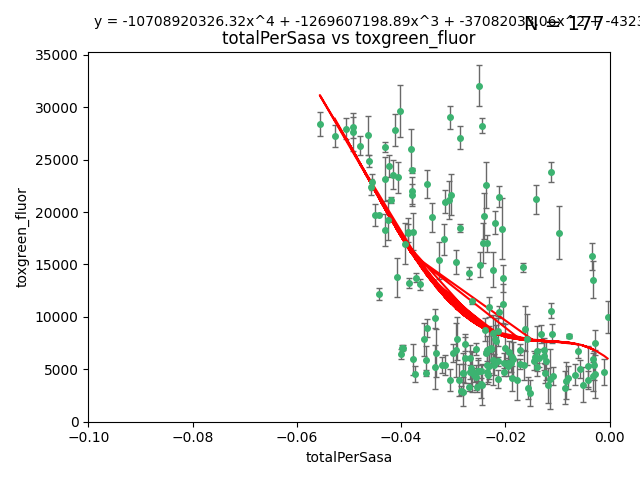 y = -10708920326.32x^4 + -1269607198.89x^3 +
N = 177
totalPerSasa vs toxgreen_fluor
35000
30000
25000
20000
15000
10000
5000
0
toxgreen_fluor
−0.10 −0.08 −0.06 −0.04 −0.02 0.00
totalPerSasa